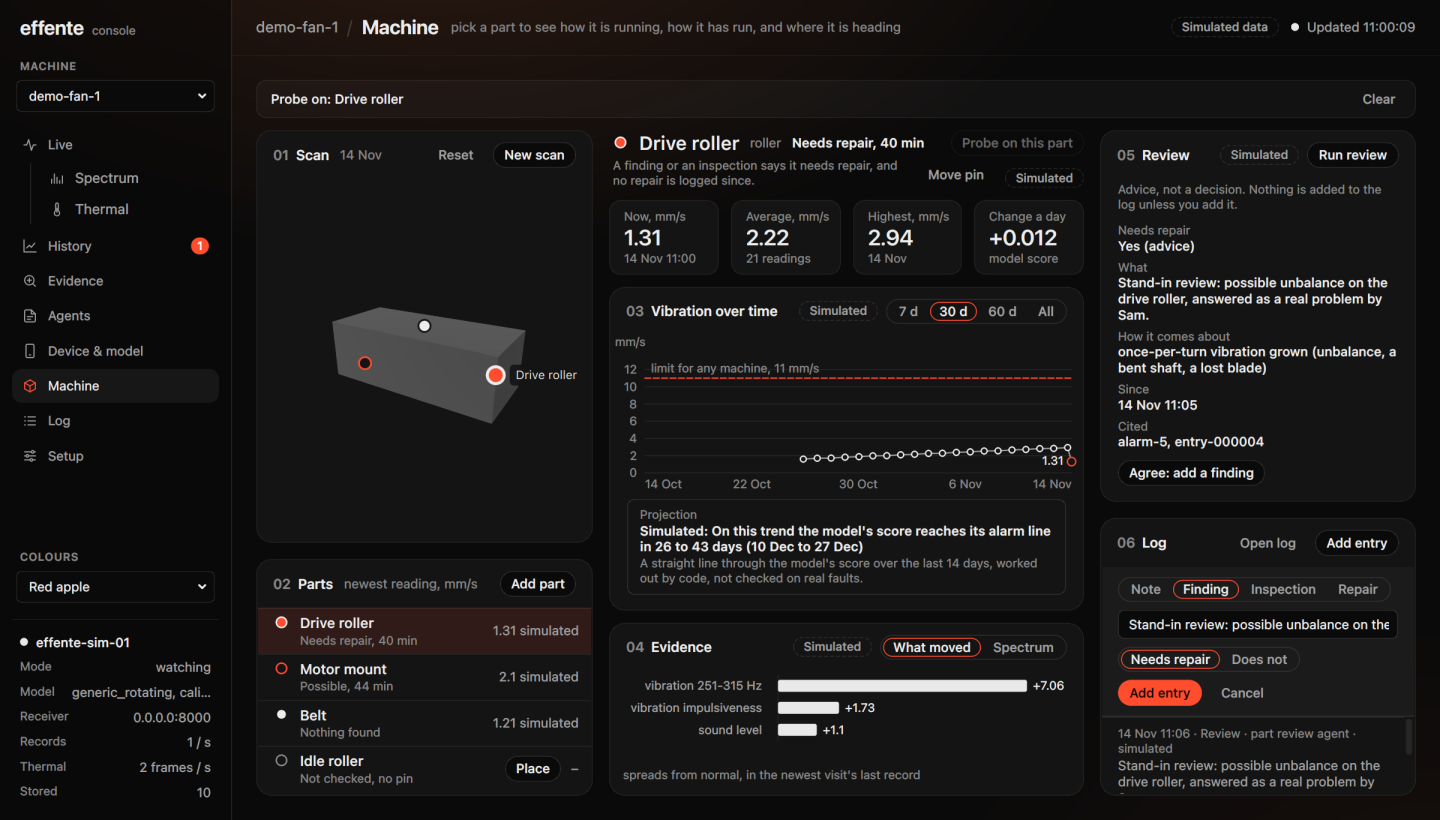 effente console
MACHINE
demo-fan-1
Live
Spectrum
Thermal
History 1
Evidence
Agents
Device & model
Machine
Log
Setup
COLOURS
Red apple
effente-sim-01
Mode watching
Model generic_rotating, cali...
Receiver 0.0.0.0:8000
Records 1 / s
Thermal 2 frames / s
Stored 10
demo-fan-1 / Machine pick a part to see how it is running, how it has run, and where it is heading
Simulated data Updated 11:00:09
Probe on: Drive roller Clear
01 Scan 14 Nov Reset New scan
Drive roller
02 Parts newest reading, mm/s Add part
Drive roller
Needs repair, 40 min
1.31 simulated
Motor mount
Possible, 44 min
2.1 simulated
Belt
Nothing found
1.21 simulated
Idle roller
Not checked, no pin
Place –
Drive roller roller Needs repair, 40 min Probe on this part
A finding or an inspection says it needs repair, and
no repair is logged since.
Move pin Simulated
Now, mm/s
1.31
14 Nov 11:00
Average, mm/s
2.22
21 readings
Highest, mm/s
2.94
14 Nov
Change a day
+0.012
model score
03 Vibration over time Simulated 7 d 30 d 60 d All
mm/s
12
limit for any machine, 11 mm/s
10
8
6
4
2
1.31
0
14 Oct 22 Oct 30 Oct 6 Nov 14 Nov
Projection
Simulated: On this trend the model's score reaches its alarm line
in 26 to 43 days (10 Dec to 27 Dec)
A straight line through the model's score over the last 14 days, worked
out by code, not checked on real faults.
04 Evidence Simulated What moved Spectrum
vibration 251-315 Hz +7.06
vibration impulsiveness +1.73
sound level +1.1
spreads from normal, in the newest visit's last record
05 Review Simulated Run review
Advice, not a decision. Nothing is added to the
log unless you add it.
Needs repair
Yes (advice)
What
Stand-in review: possible unbalance on the
drive roller, answered as a real problem by
Sam.
How it comes about
once-per-turn vibration grown (unbalance, a
bent shaft, a lost blade)
Since
14 Nov 11:05
Cited
alarm-5, entry-000004
Agree: add a finding
06 Log Open log Add entry
Note Finding Inspection Repair
Stand-in review: possible unbalance on the
Needs repair Does not
Add entry Cancel
14 Nov 11:06 · Review · part review agent ·
simulated
Stand-in review: possible unbalance on the
drive roller, answered as a real problem by